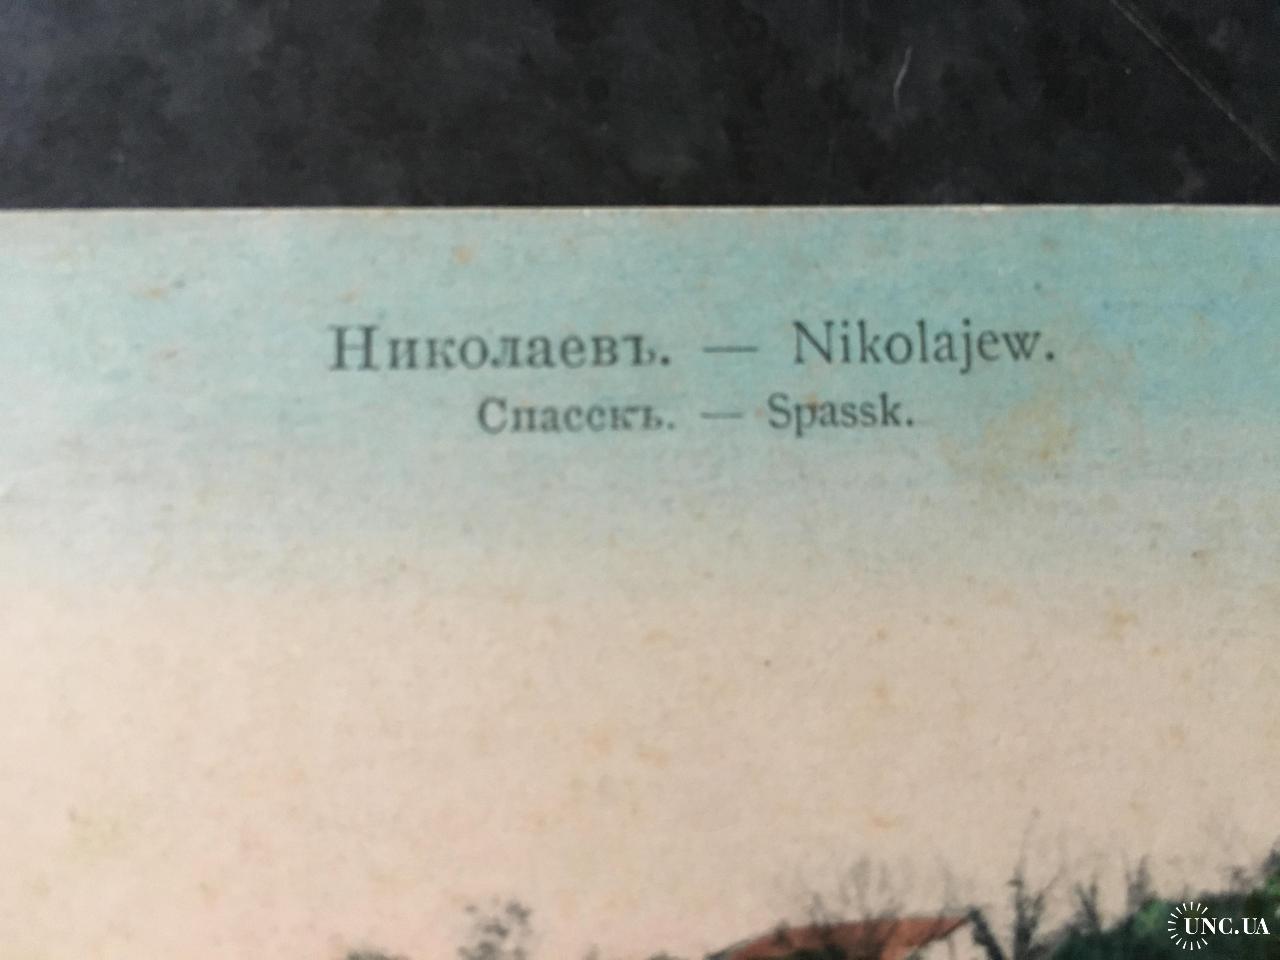 Николаевъ. — Nikolajew.
Спасскъ. — Spassk.
UNC.UA